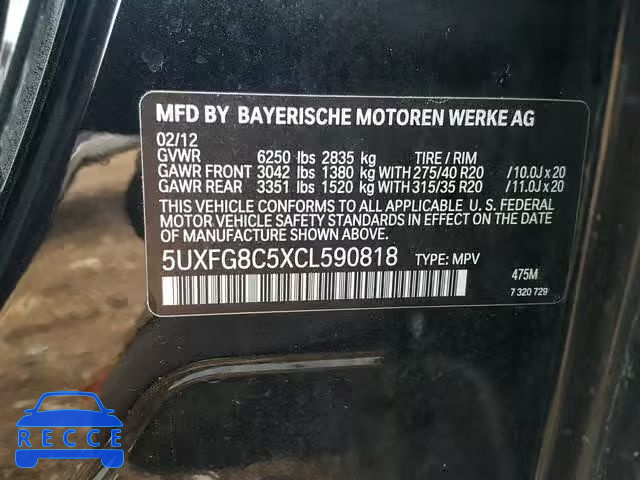 MFD BY BAYERISCHE MOTOREN WERKE AG
02/12
GVWR 6250 lbs 2835 kg TIRE / RIM
GAWR FRONT 3042 lbs 1380 kg WITH 275/40 R20 /10.0J x 20
GAWR REAR 3351 lbs 1520 kg WITH 315/35 R20 /11.0J x 20
THIS VEHICLE CONFORMS TO ALL APPLICABLE U. S. FEDERAL
MOTOR VEHICLE SAFETY STANDARDS IN EFFECT ON THE DATE
OF MANUFACTURE SHOWN ABOVE.
5UXFG8C5XCL590818 TYPE: MPV
475M
7 320 729
REGCAR.INFO